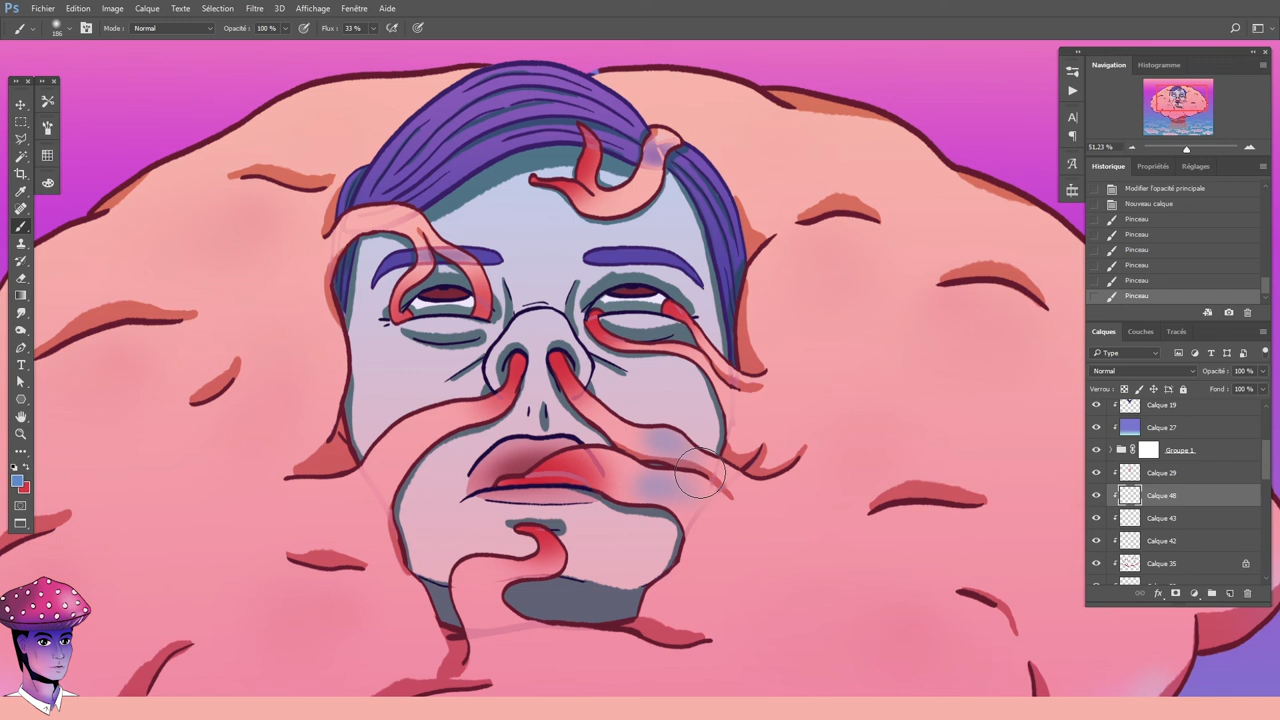 Ps Fichier Edition Image Calque Texte Sélection Filtre 3D Affichage Fenêtre Aide
186 Mode : Normal Opacité : 100 % Flux : 33 %
Navigation Histogramme
51,23 %
Historique Propriétés Réglages
Modifier l'opacité principale
Nouveau calque
Pinceau
Pinceau
Pinceau
Pinceau
Pinceau
Pinceau
Calques Couches Tracés
Type
Normal Opacité : 100 %
Verrou : Fond : 100 %
Calque 19
Calque 27
Groupe 1
Calque 29
Calque 48
Calque 43
Calque 42
Calque 35
fx